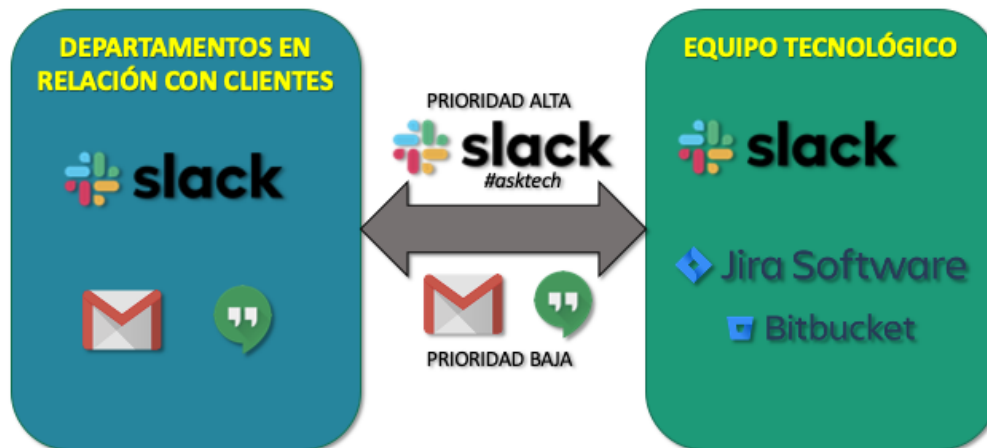 DEPARTAMENTOS EN
RELACIÓN CON CLIENTES
slack
PRIORIDAD ALTA
slack
#asktech
PRIORIDAD BAJA
EQUIPO TECNOLÓGICO
slack
Jira Software
Bitbucket